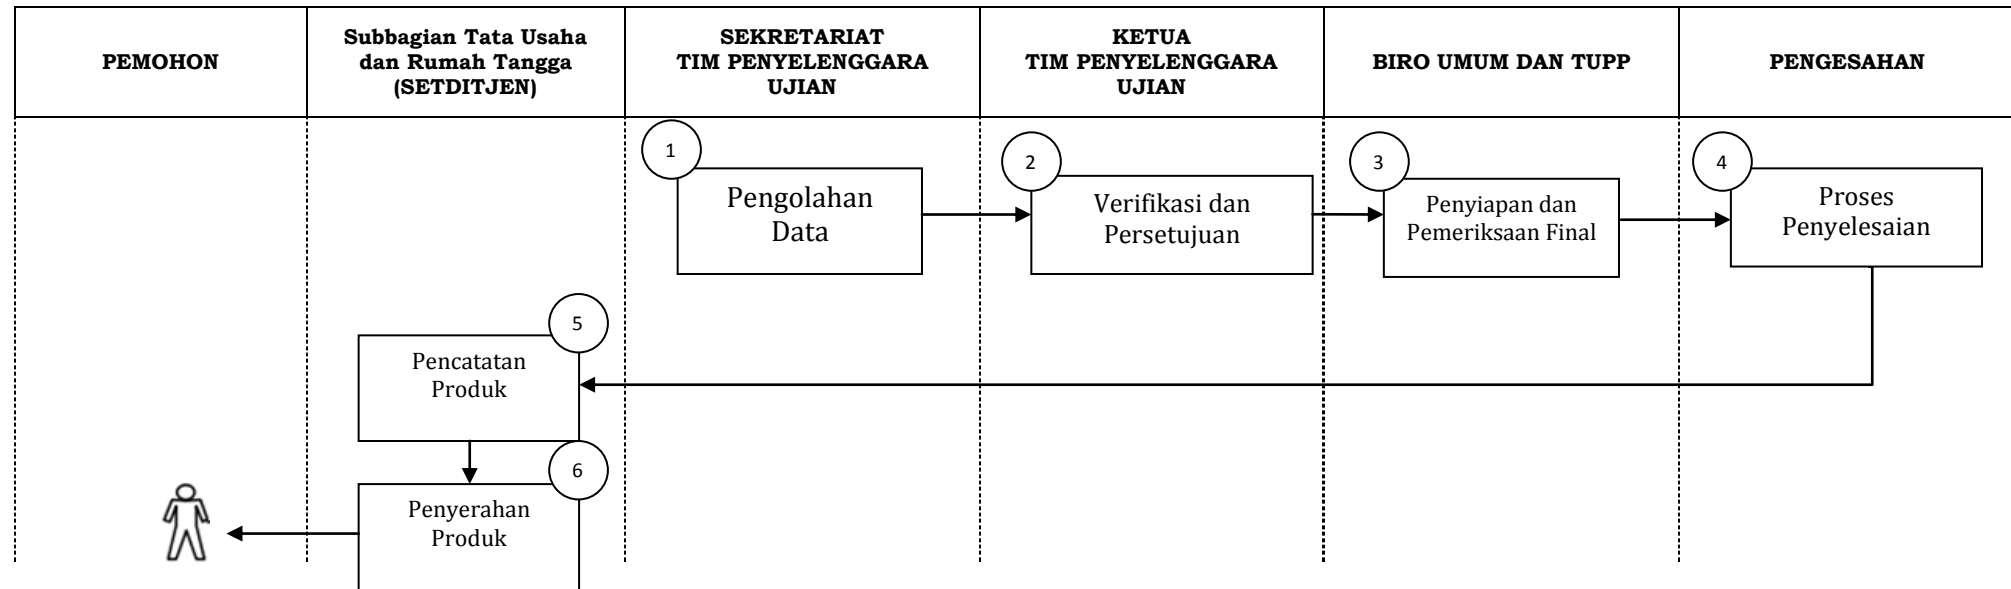 PEMOHON
Subbagian Tata Usaha
dan Rumah Tangga
(SETDITJEN)
SEKRETARIAT
TIM PENYELENGGARA
UJIAN
KETUA
TIM PENYELENGGARA
UJIAN
BIRO UMUM DAN TUPP
PENGESAHAN
1
Pengolahan
Data
2
Verifikasi dan
Persetujuan
3
Penyiapan dan
Pemeriksaan Final
4
Proses
Penyelesaian
5
Pencatatan
Produk
6
Penyerahan
Produk